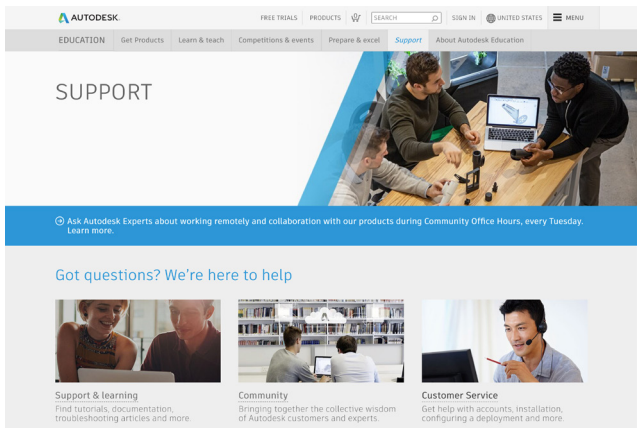 AUTODESK.
FREE TRIALS PRODUCTS SEARCH SIGN IN UNITED STATES MENU
EDUCATION Get Products Learn & teach Competitions & events Prepare & excel Support About Autodesk Education
SUPPORT
Ask Autodesk Experts about working remotely and collaboration with our products during Community Office Hours, every Tuesday.
Learn more.
Got questions? We're here to help
Support & learning
Find tutorials, documentation,
troubleshooting articles and more
Community
Bringing together the collective wisdom
of Autodesk customers and experts.
Customer Service
Get help with accounts, installation,
configuring a deployment and more.